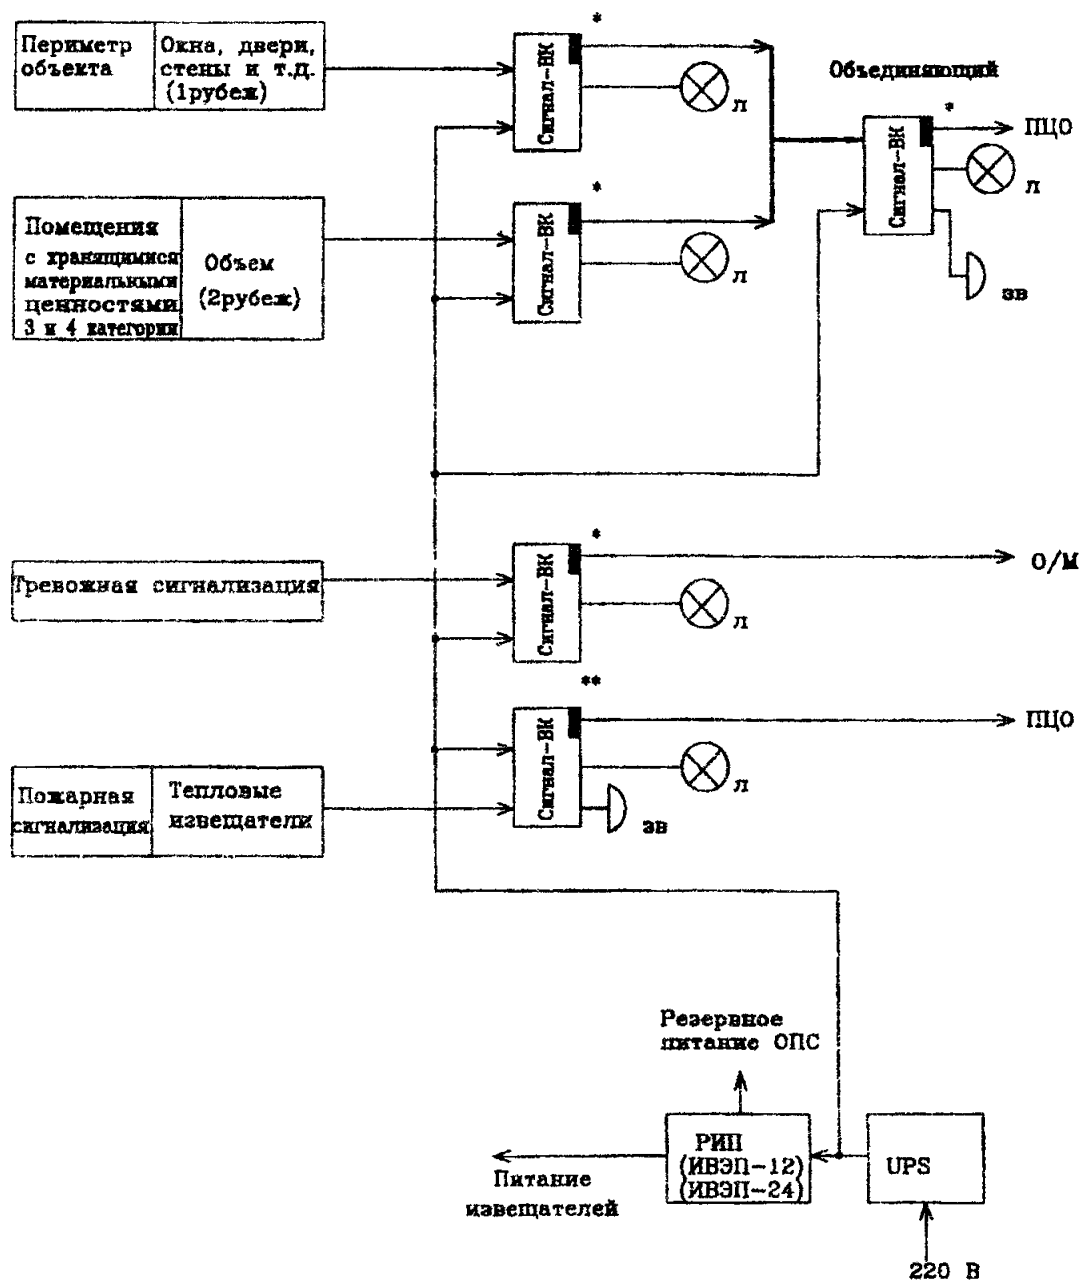 Периметр
объекта
Окна, двери,
стены и т.д.
(1рубеж)
Сигнал-ВК
*
Л
Объединяющий
Сигнал-ВК
*
ПЦО
Л
зв
Помещения
с хранящимися
материальными
ценностями
3 и 4 категории
Объем
(2рубеж)
Сигнал-ВК
*
Л
Тревожная сигнализация
Сигнал-ВК
*
О/М
Л
Пожарная
сигнализация
Тепловые
извещатели
Сигнал-ВК
**
ПЦО
Л
зв
Резервное
питание ОПС
РИП
(ИВЭП-12)
(ИВЭП-24)
UPS
Питание
извещателей
220 В